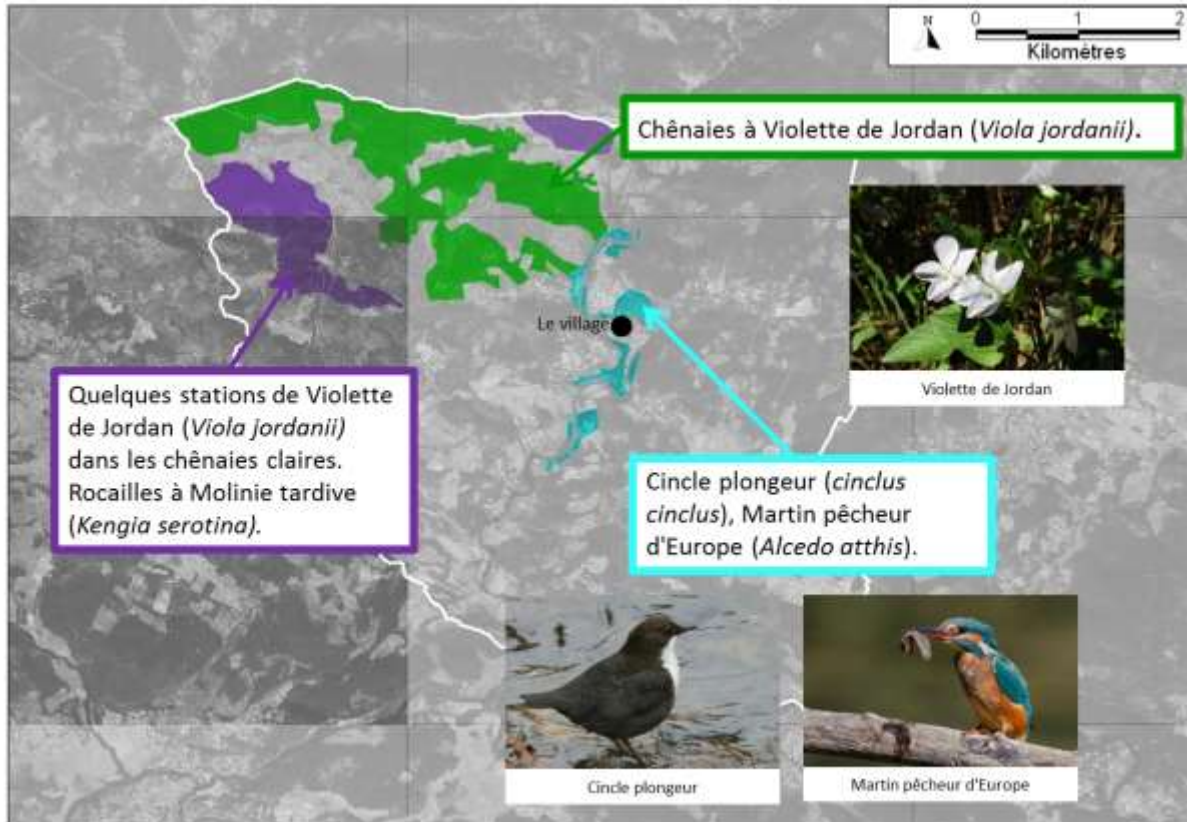 N
0 1 2
Kilomètres
Chênaies à Violette de Jordan (Viola jordanii).
Violette de Jordan
Le village
Quelques stations de Violette
de Jordan (Viola jordanii)
dans les chênaies claires.
Rocailles à Molinie tardive
(Kengia serotina).
Cincle plongeur (cinclus
cinclus), Martin pêcheur
d'Europe (Alcedo atthis).
Cincle plongeur
Martin pêcheur d'Europe